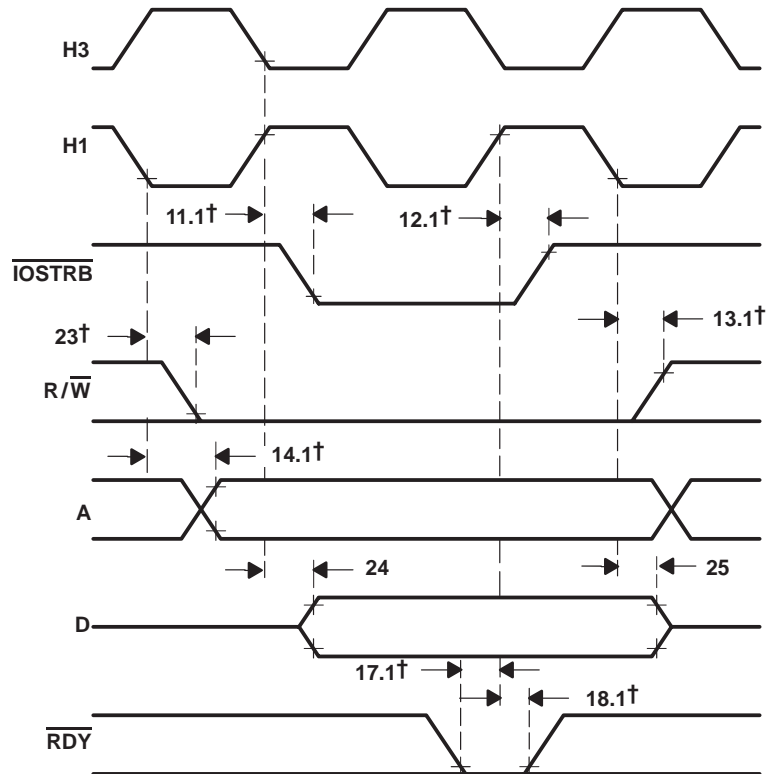 H3
H1
11.1†
12.1†
IOSTRB
23†
13.1†
R/W
14.1†
A
24
25
D
17.1†
18.1†
RDY